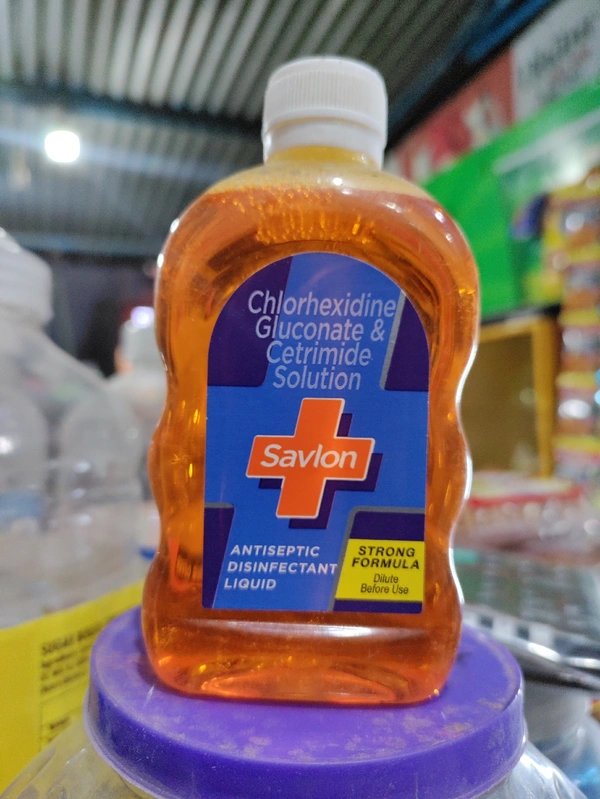 Chlorhexidine
Gluconate &
Cetrimide
Solution
Savlon
ANTISEPTIC
DISINFECTANT
LIQUID
STRONG
FORMULA
Dilute
Before Use